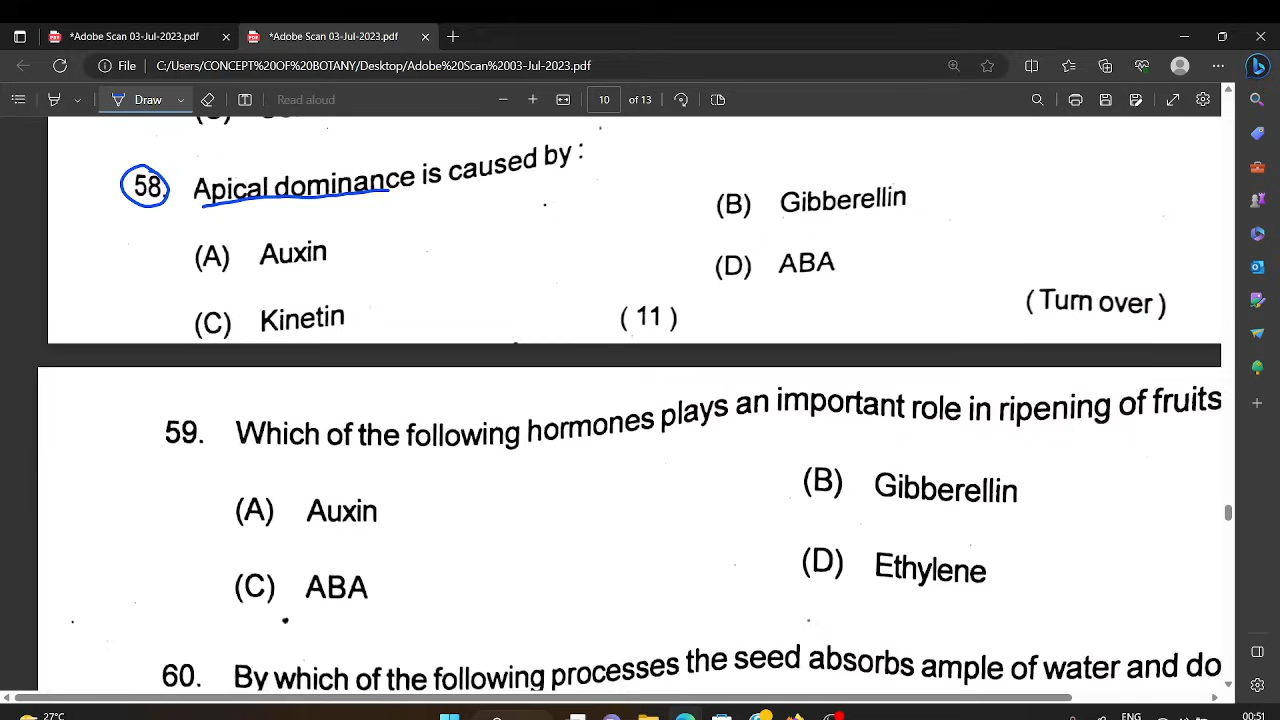 *Adobe Scan 03-Jul-2023.pdf
*Adobe Scan 03-Jul-2023.pdf
File
C:/Users/CONCEPT%20OF%20BOTANY/Desktop/Adobe%20Scan%2003-Jul-2023.pdf
Draw
Read aloud
10 of 13
58. Apical dominance is caused by :
(A) Auxin
(B) Gibberellin
(C) Kinetin
(D) ABA
( 11 )
( Turn over )
59. Which of the following hormones plays an important role in ripening of fruits
(A) Auxin
(B) Gibberellin
(C) ABA
(D) Ethylene
60. By which of the following processes the seed absorbs ample of water and do
27°C
ENG
00:51